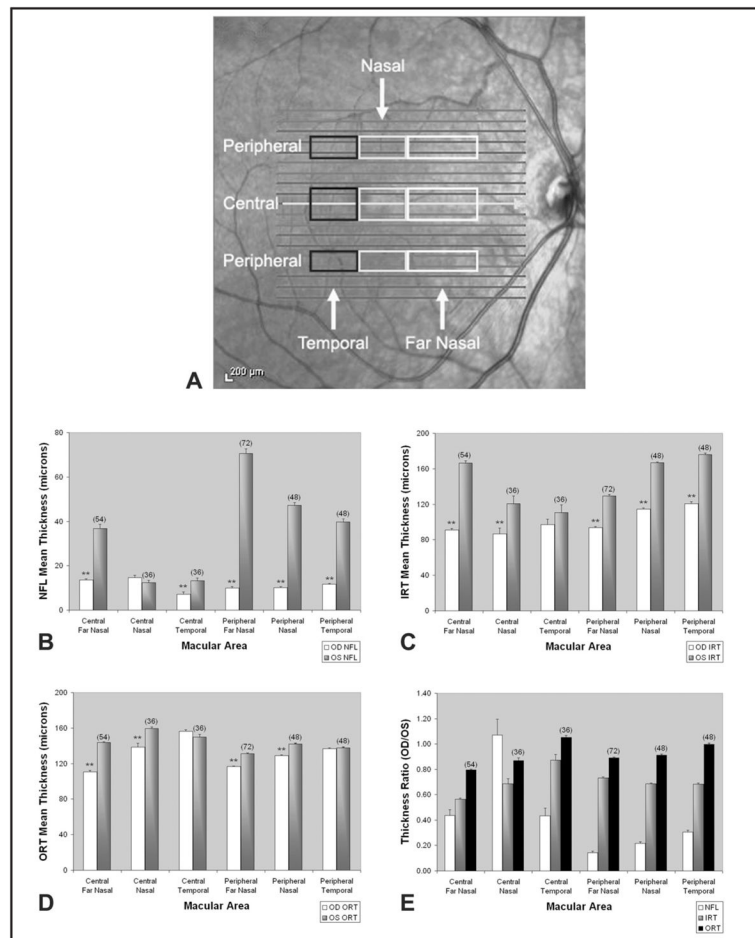 Nasal
Peripheral
Central
Peripheral
Temporal Far Nasal
200 µm
A
NFL Mean Thickness (microns)
80
60
40
20
0
(54)
**
(36)
(36)
**
(72)
**
(48)
**
(48)
**
Central Far Nasal
Central Nasal
Central Temporal
Peripheral Far Nasal
Peripheral Nasal
Peripheral Temporal
Macular Area
OD NFL
OS NFL
B
IRT Mean Thickness (microns)
200
160
120
80
40
0
(54)
**
(36)
**
(36)
(72)
**
(48)
**
(48)
**
Central Far Nasal
Central Nasal
Central Temporal
Peripheral Far Nasal
Peripheral Nasal
Peripheral Temporal
Macular Area
OD IRT
OS IRT
C
ORT Mean Thickness (microns)
200
160
120
80
40
0
(54)
**
(36)
**
(36)
(72)
**
(48)
**
(48)
Central Far Nasal
Central Nasal
Central Temporal
Peripheral Far Nasal
Peripheral Nasal
Peripheral Temporal
Macular Area
OD ORT
OS ORT
D
Thickness Ratio (OD/OS)
1.40
1.20
1.00
0.80
0.60
0.40
0.20
0.00
(54)
(36)
(36)
(72)
(48)
(48)
Central Far Nasal
Central Nasal
Central Temporal
Peripheral Far Nasal
Peripheral Nasal
Peripheral Temporal
Macular Area
NFL
IRT
ORT
E